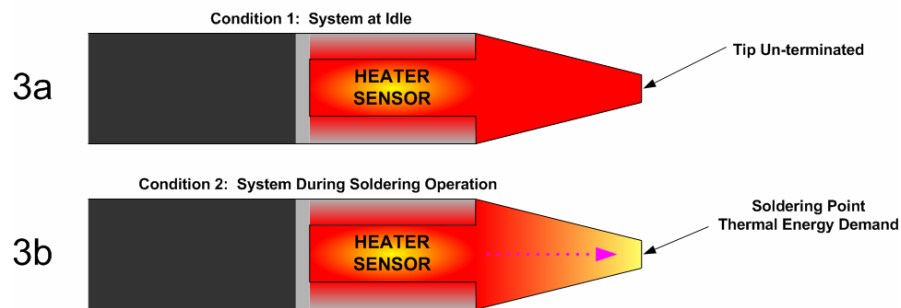 Condition 1:  System at Idle
3a
HEATER
SENSOR
Tip Un-terminated
Condition 2:  System During Soldering Operation
3b
HEATER
SENSOR
Soldering Point
Thermal Energy Demand